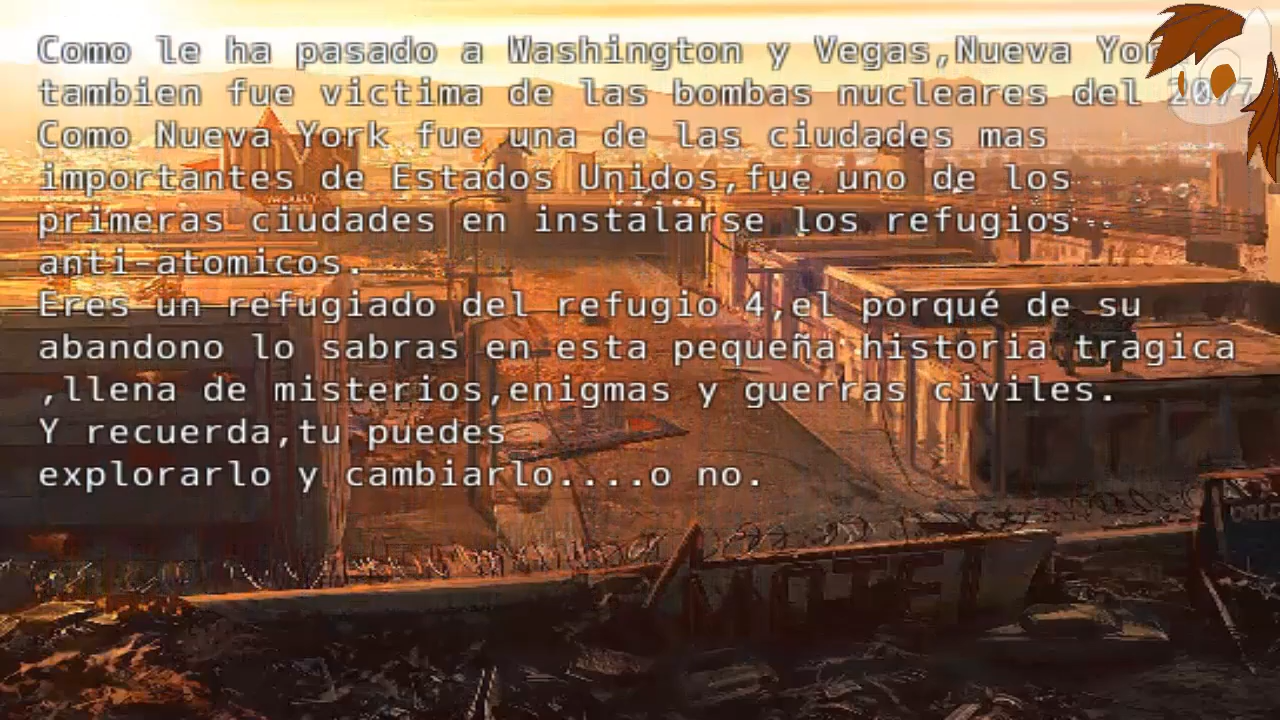 Como le ha pasado a Washington y Vegas,Nueva York
tambien fue victima de las bombas nucleares del 2077
Como Nueva York fue una de las ciudades mas
importantes de Estados Unidos,fue uno de los
primeras ciudades en instalarse los refugios
anti-atomicos.
Eres un refugiado del refugio 4,el porqué de su
abandono lo sabras en esta pequeña historia tragica
,llena de misterios,enigmas y guerras civiles.
Y recuerda,tu puedes
explorarlo y cambiarlo....o no.
MOTEL